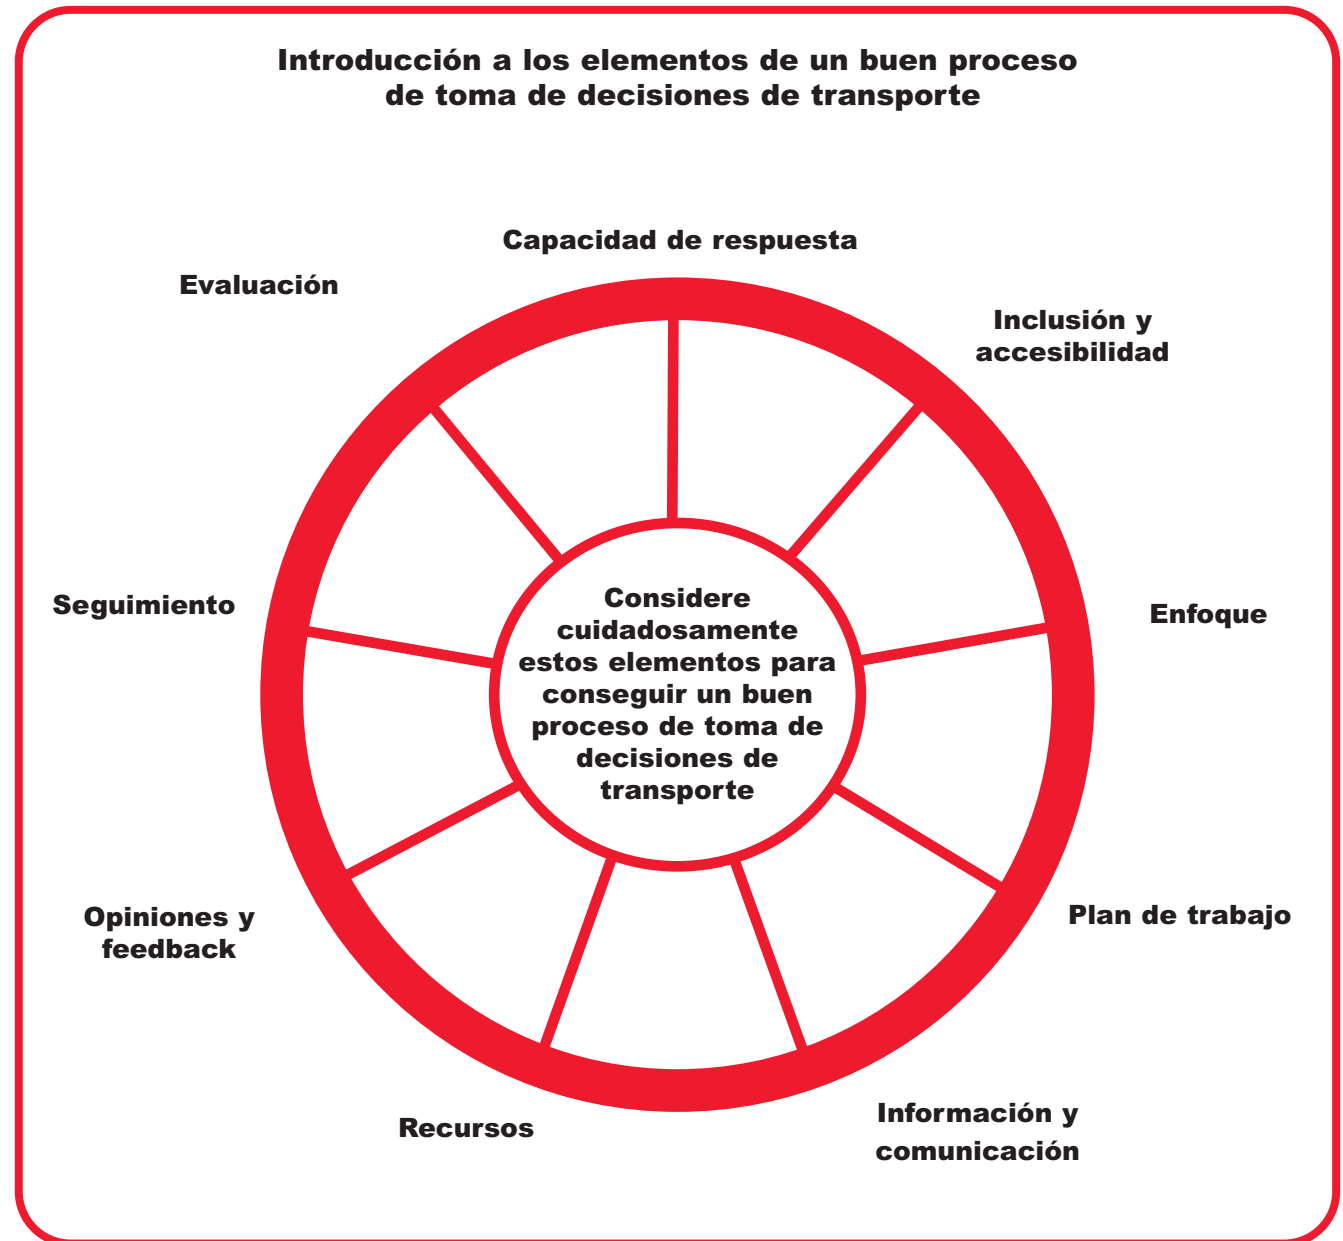 Introducción a los elementos de un buen proceso
de toma de decisiones de transporte
Capacidad de respuesta
Evaluación
Inclusión y
accesibilidad
Seguimiento
Considere
cuidadosamente
estos elementos para
conseguir un buen
proceso de toma de
decisiones de
transporte
Enfoque
Opiniones y
feedback
Plan de trabajo
Recursos
Información y
comunicación